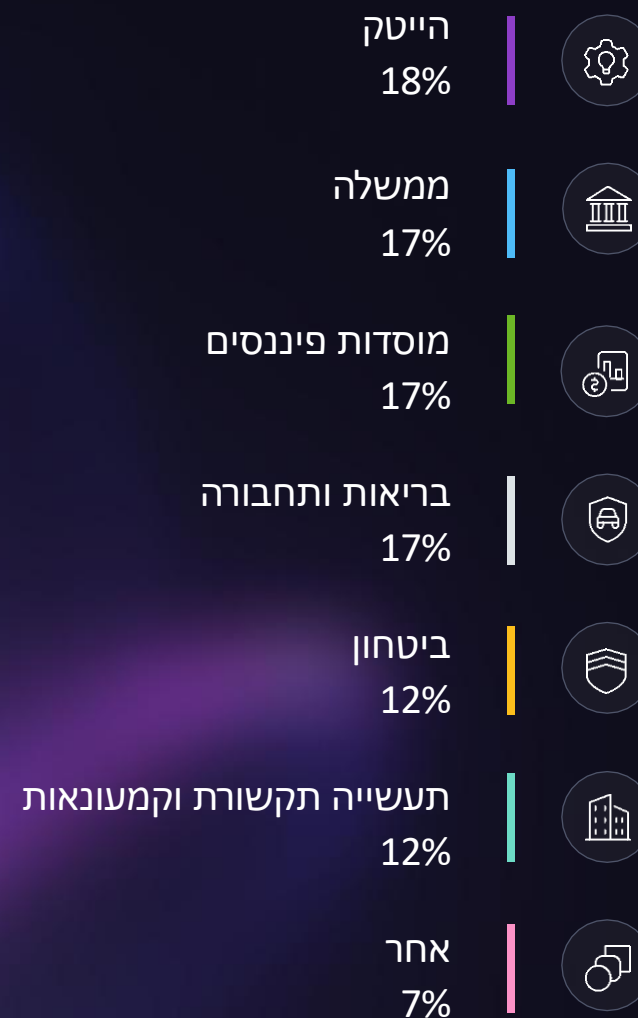 הייטק
18%
ממשלה
17%
מוסדות פיננסים
17%
בריאות ותחבורה
17%
ביטחון
12%
תעשייה תקשורת וקמעונאות
12%
אחר
7%